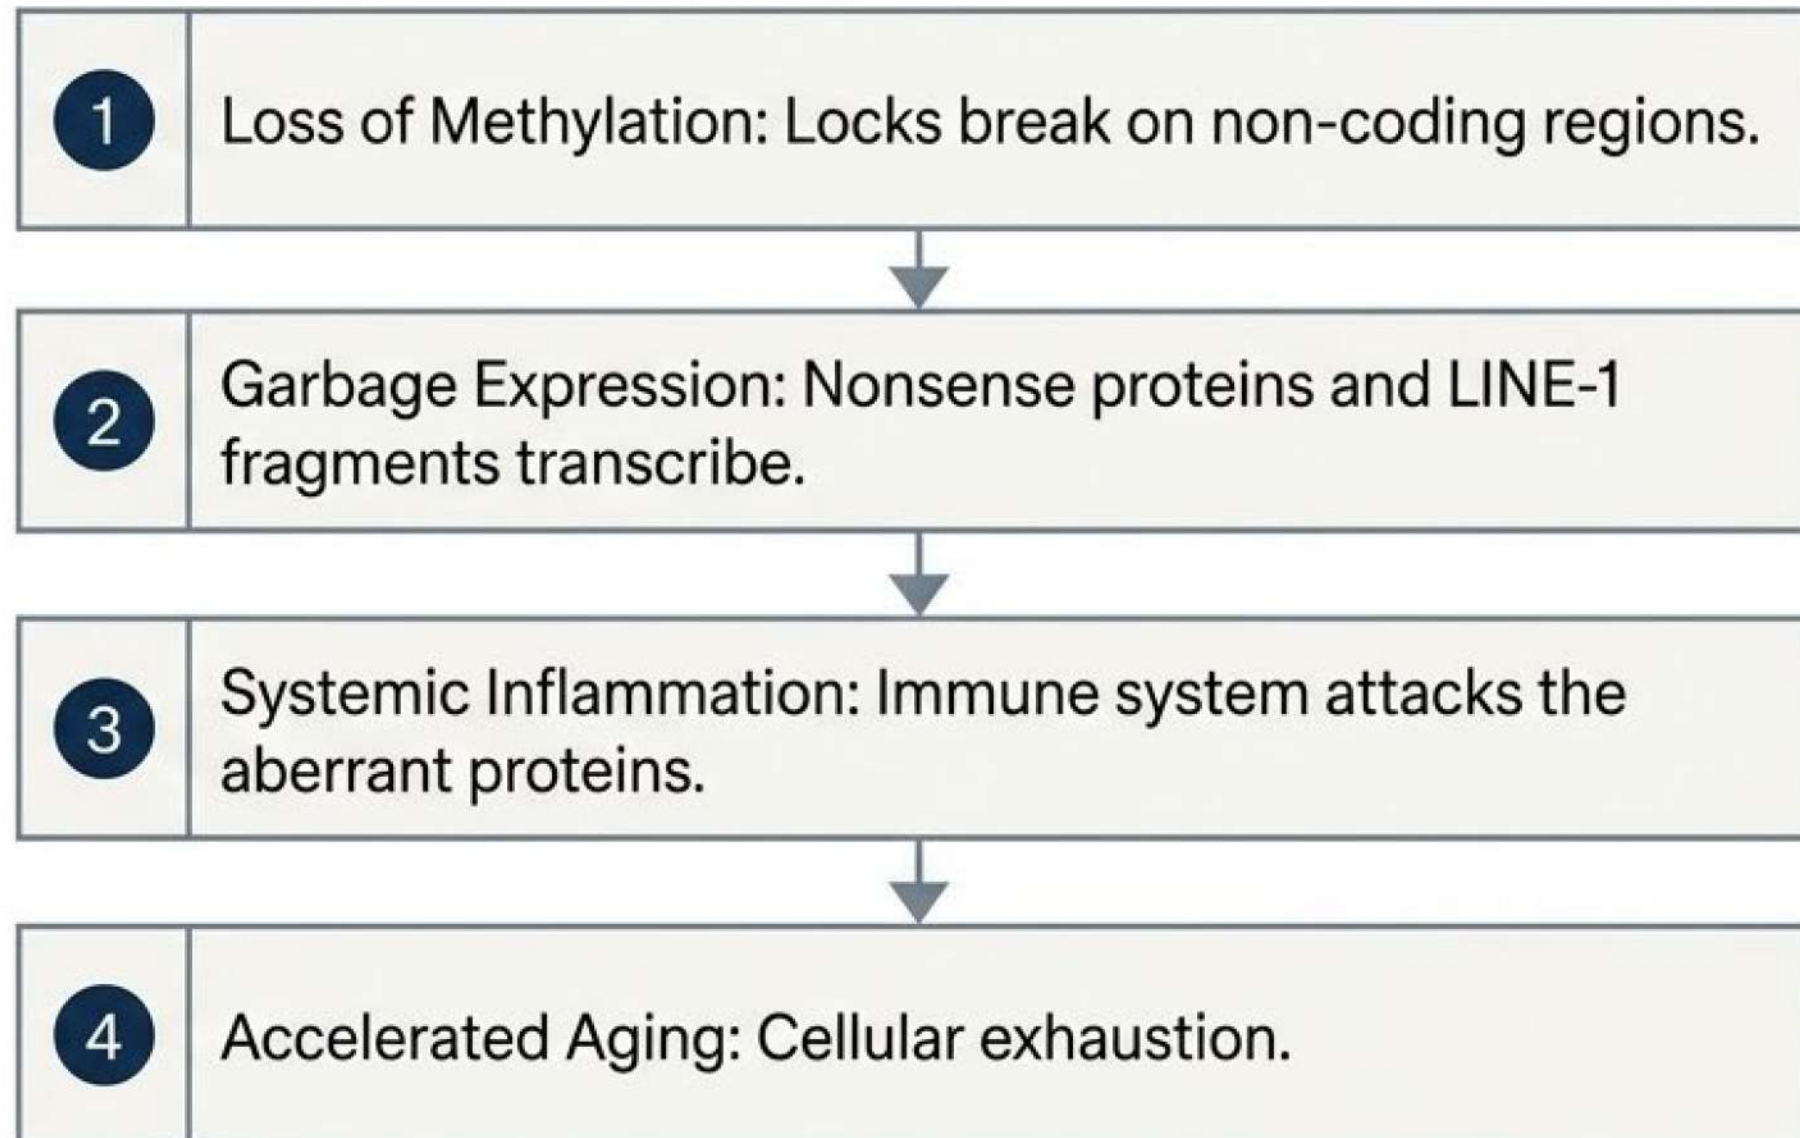 1
Loss of Methylation: Locks break on non-coding regions.
2
Garbage Expression: Nonsense proteins and LINE-1
fragments transcribe.
3
Systemic Inflammation: Immune system attacks the
aberrant proteins.
4
Accelerated Aging: Cellular exhaustion.